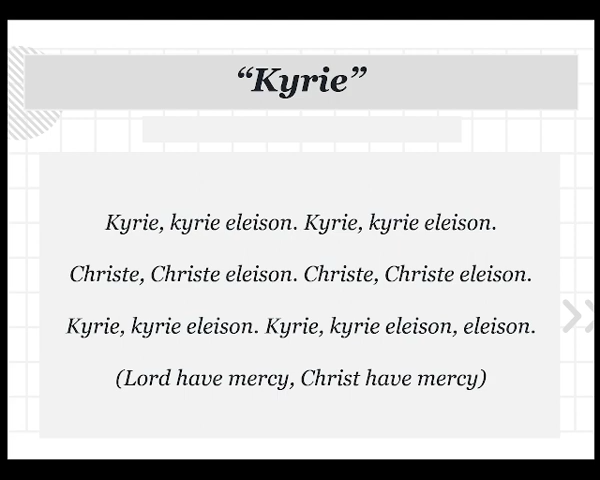 “Kyrie”
Kyrie, kyrie eleison. Kyrie, kyrie eleison.
Christe, Christe eleison. Christe, Christe eleison.
Kyrie, kyrie eleison. Kyrie, kyrie eleison, eleison.
(Lord have mercy, Christ have mercy)